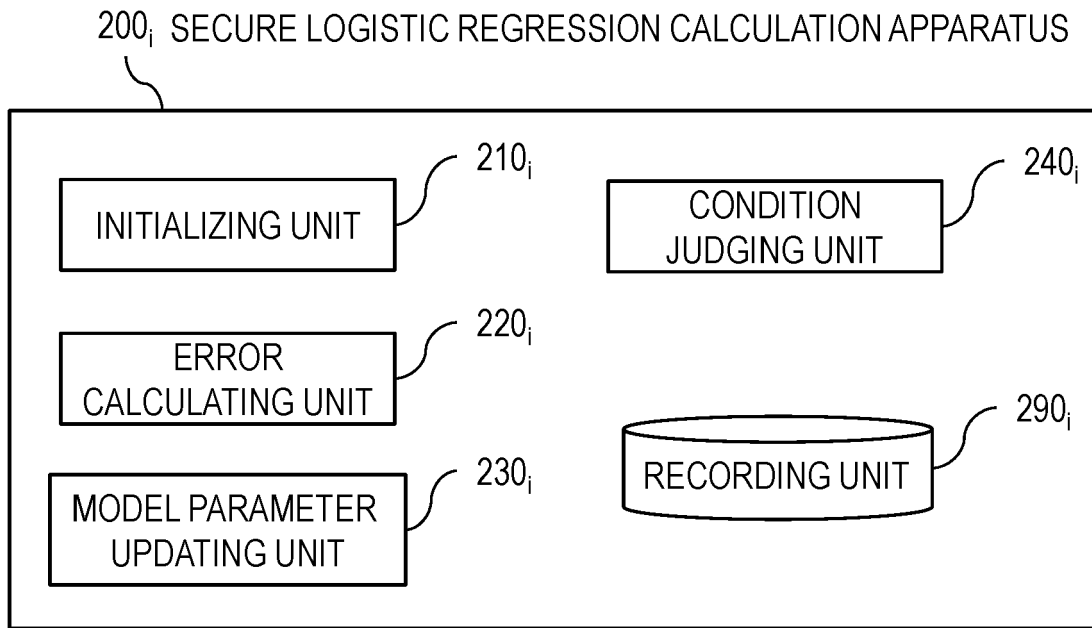 200i SECURE LOGISTIC REGRESSION CALCULATION APPARATUS
210i
INITIALIZING UNIT
240i
CONDITION
JUDGING UNIT
220i
ERROR
CALCULATING UNIT
290i
RECORDING UNIT
230i
MODEL PARAMETER
UPDATING UNIT